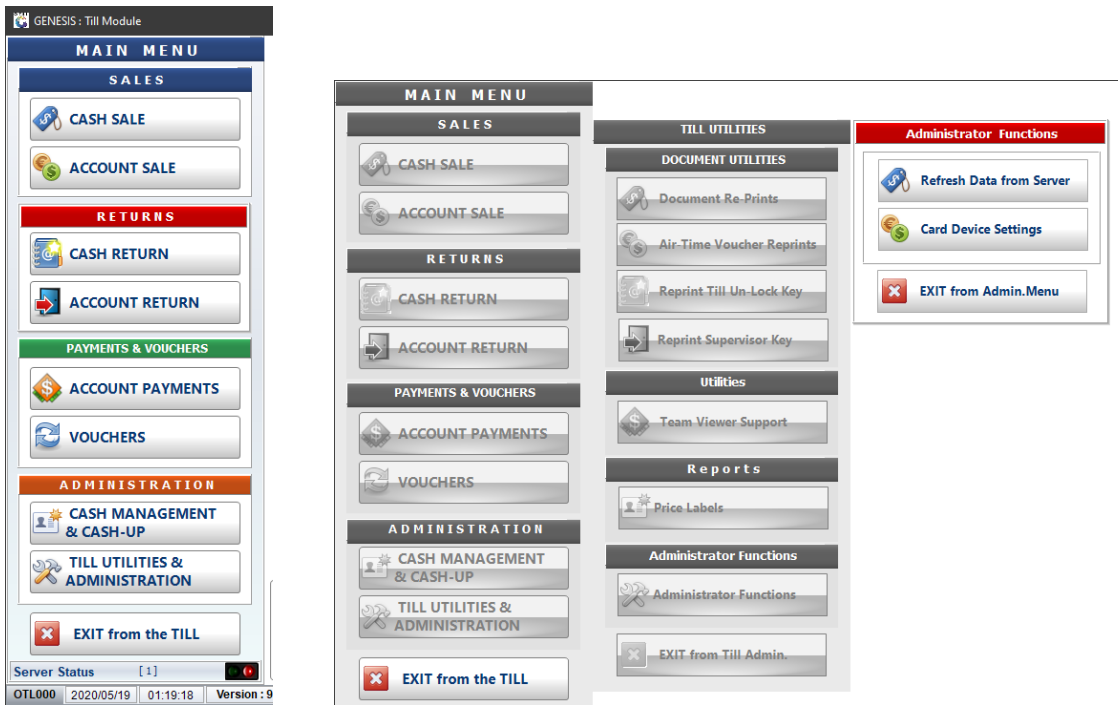 GENESIS : Till Module
MAIN MENU
SALES
CASH SALE
ACCOUNT SALE
RETURNS
CASH RETURN
ACCOUNT RETURN
PAYMENTS & VOUCHERS
ACCOUNT PAYMENTS
VOUCHERS
ADMINISTRATION
CASH MANAGEMENT
& CASH-UP
TILL UTILITIES &
ADMINISTRATION
EXIT from the TILL
Server Status [ 1 ]
OTL000 2020/05/19 01:19:18 Version : 9
MAIN MENU
SALES
CASH SALE
ACCOUNT SALE
RETURNS
CASH RETURN
ACCOUNT RETURN
PAYMENTS & VOUCHERS
ACCOUNT PAYMENTS
VOUCHERS
ADMINISTRATION
CASH MANAGEMENT
& CASH-UP
TILL UTILITIES &
ADMINISTRATION
EXIT from the TILL
TILL UTILITIES
DOCUMENT UTILITIES
Document Re-Prints
Air-Time Voucher Reprints
Reprint Till Un-Lock Key
Reprint Supervisor Key
Utilities
Team Viewer Support
Reports
Price Labels
Administrator Functions
Administrator Functions
EXIT from Till Admin.
Administrator Functions
Refresh Data from Server
Card Device Settings
EXIT from Admin.Menu